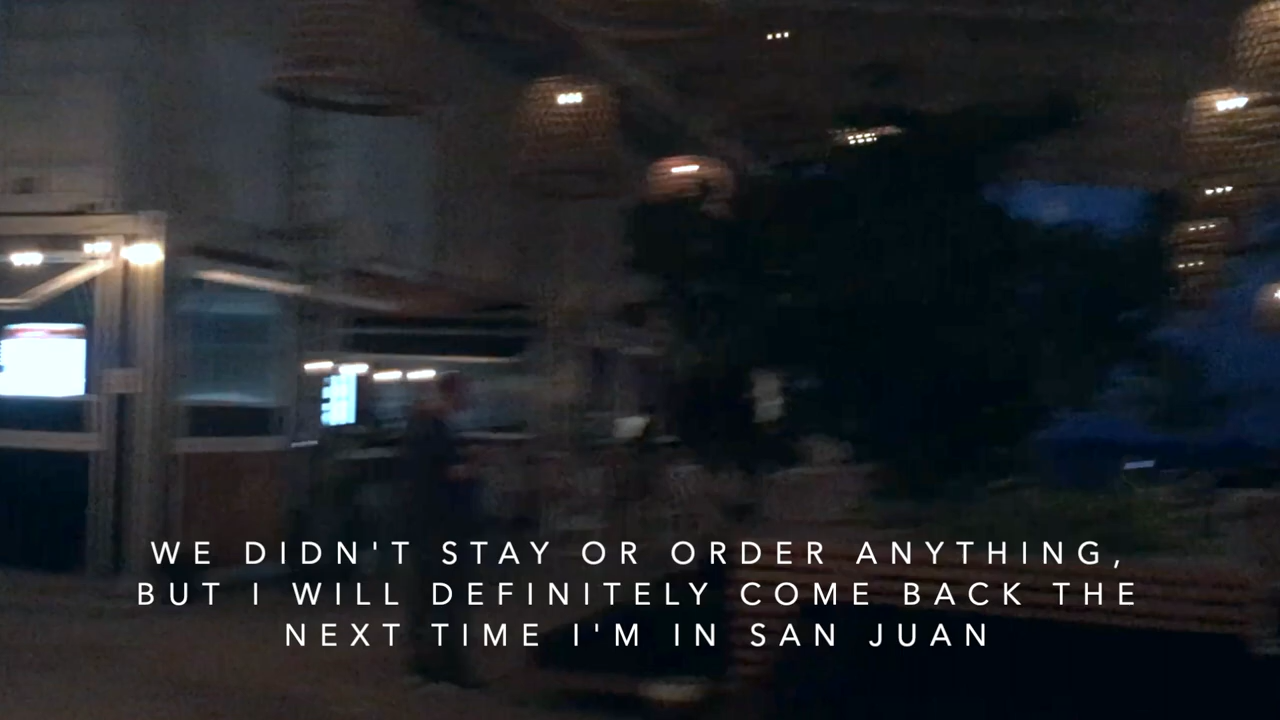 WE DIDN'T STAY OR ORDER ANYTHING,
BUT I WILL DEFINITELY COME BACK THE
NEXT TIME I'M IN SAN JUAN